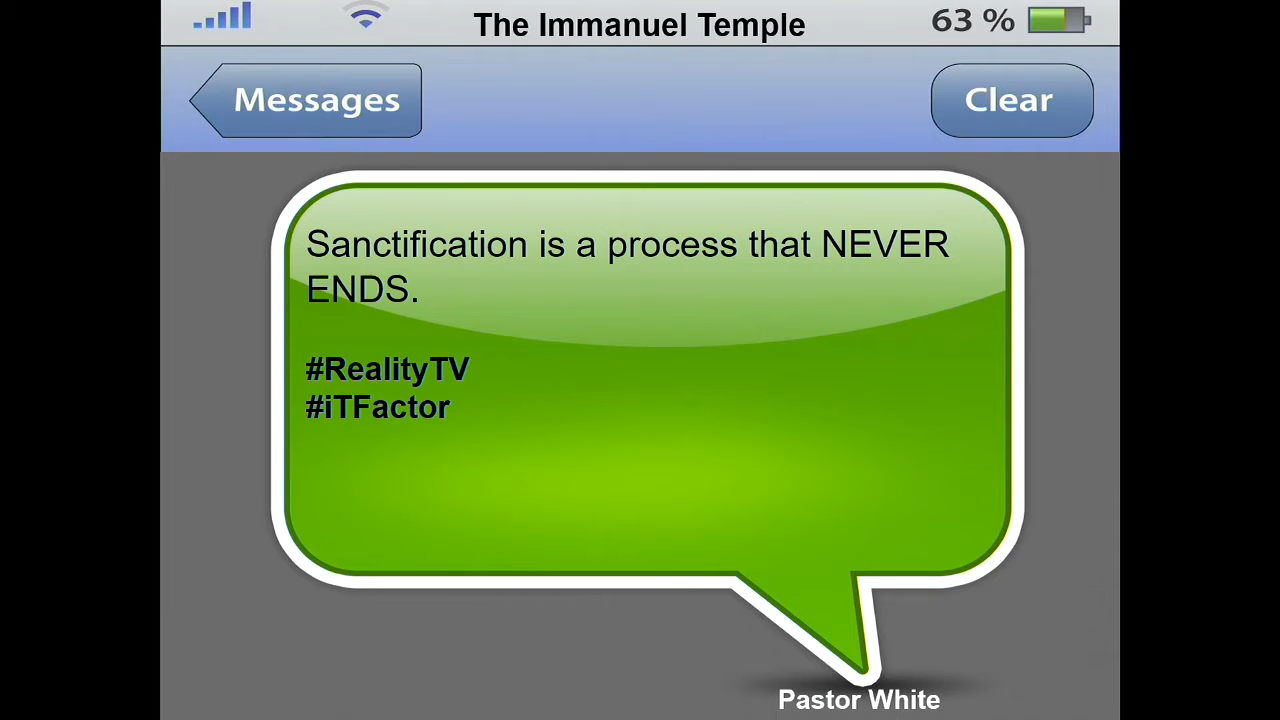 The Immanuel Temple
63 %
Messages
Clear
Sanctification is a process that NEVER
ENDS.
#RealityTV
#iTFactor
Pastor White